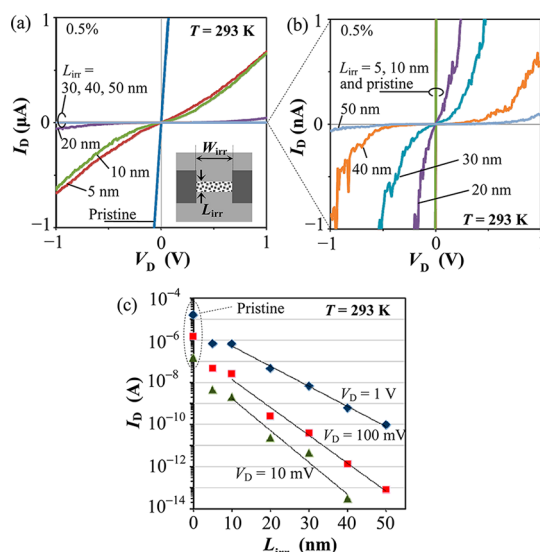 (a)
0.5%
T = 293 K
L_irr =
30, 40, 50 nm
20 nm
10 nm
5 nm
Pristine
W_irr
L_irr
I_D (μA)
1
0
-1
-1
0
1
V_D (V)
(b)
0.5%
L_irr = 5, 10 nm
and pristine
50 nm
40 nm
30 nm
20 nm
T = 293 K
I_D (nA)
1
0
-1
-1
0
1
V_D (V)
(c)
Pristine
T = 293 K
V_D = 1 V
V_D = 100 mV
V_D = 10 mV
I_D (A)
10^-4
10^-6
10^-8
10^-10
10^-12
10^-14
0 10 20 30 40 50
L_irr (nm)